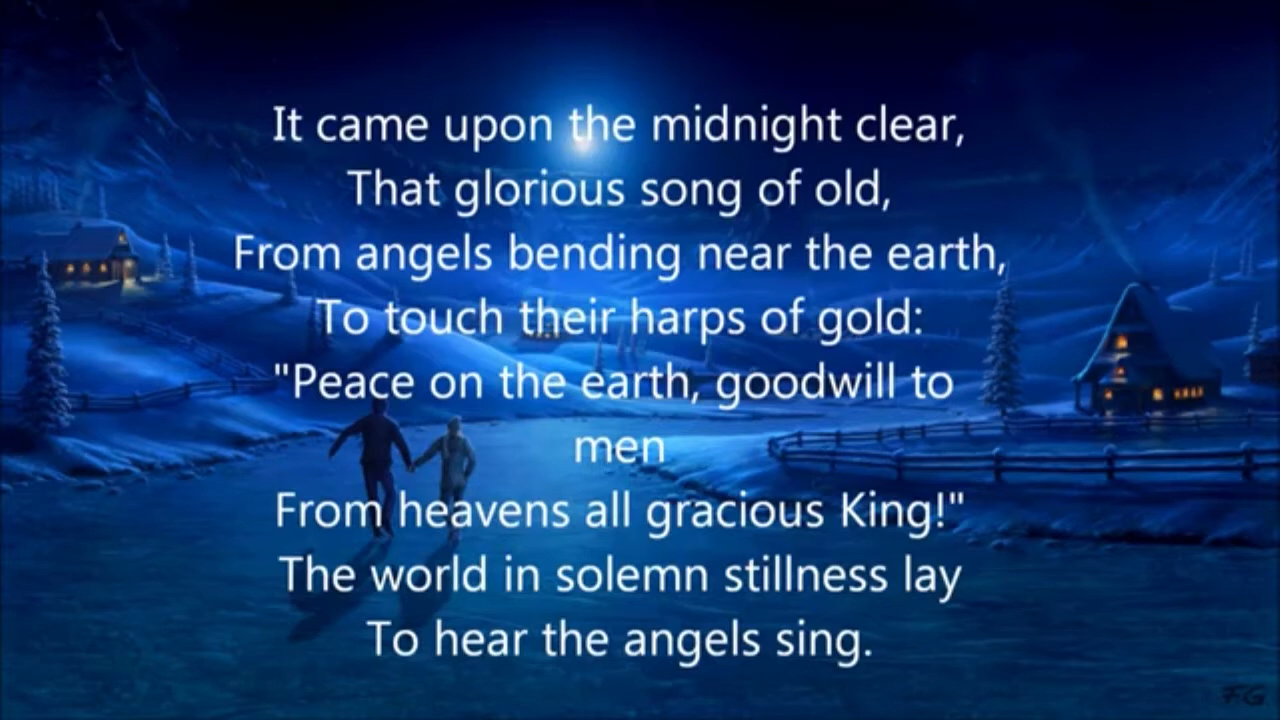 It came upon the midnight clear,
That glorious song of old,
From angels bending near the earth,
To touch their harps of gold:
"Peace on the earth, goodwill to
men
From heavens all gracious King!"
The world in solemn stillness lay
To hear the angels sing.
F.G